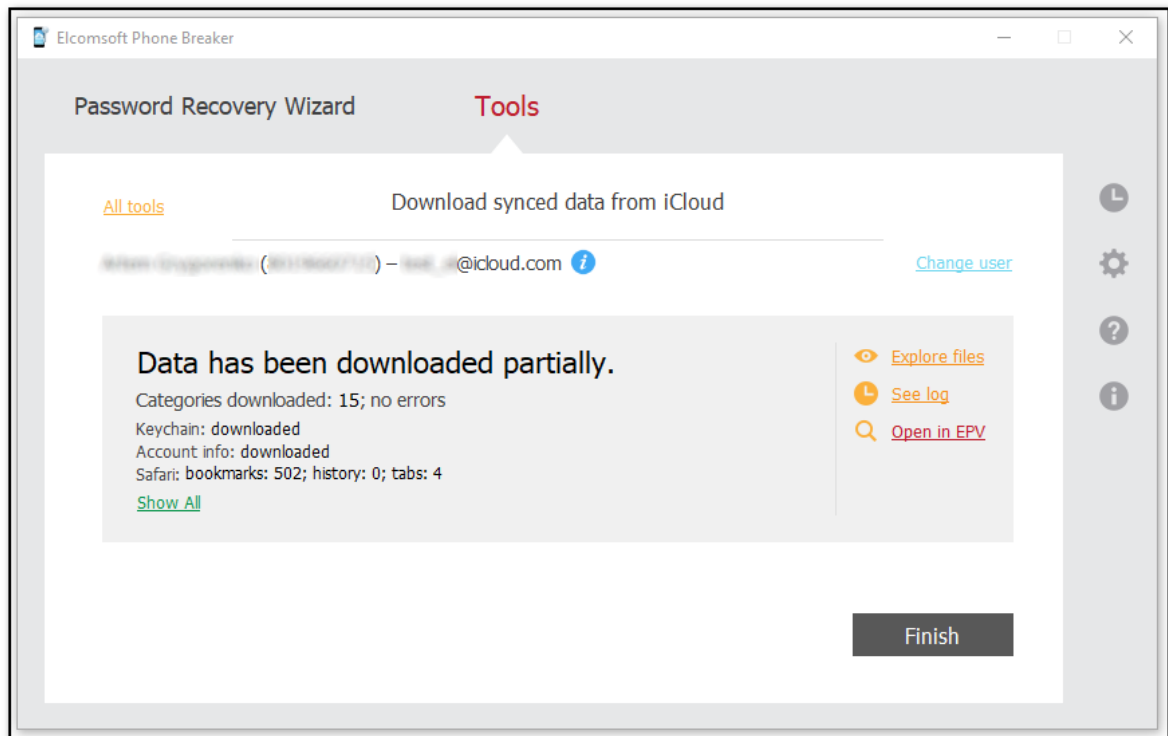 Elcomsoft Phone Breaker
Password Recovery Wizard Tools
All tools Download synced data from iCloud
( ) – @icloud.com i Change user
Data has been downloaded partially. Explore files
Categories downloaded: 15; no errors See log
Keychain: downloaded Open in EPV
Account info: downloaded
Safari: bookmarks: 502; history: 0; tabs: 4
Show All
Finish